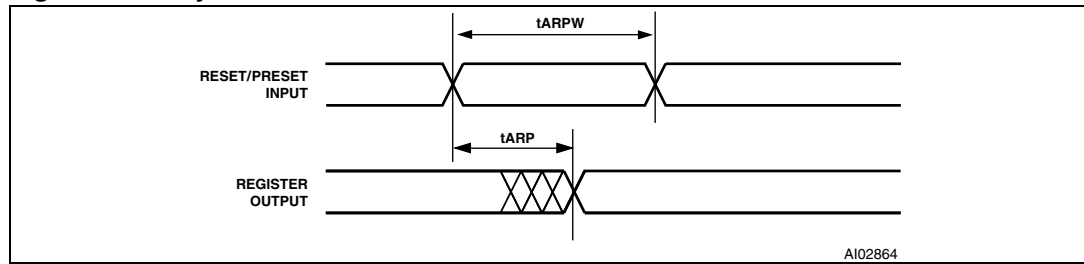 tARPW
RESET/PRESET
INPUT
tARP
REGISTER
OUTPUT
AI02864